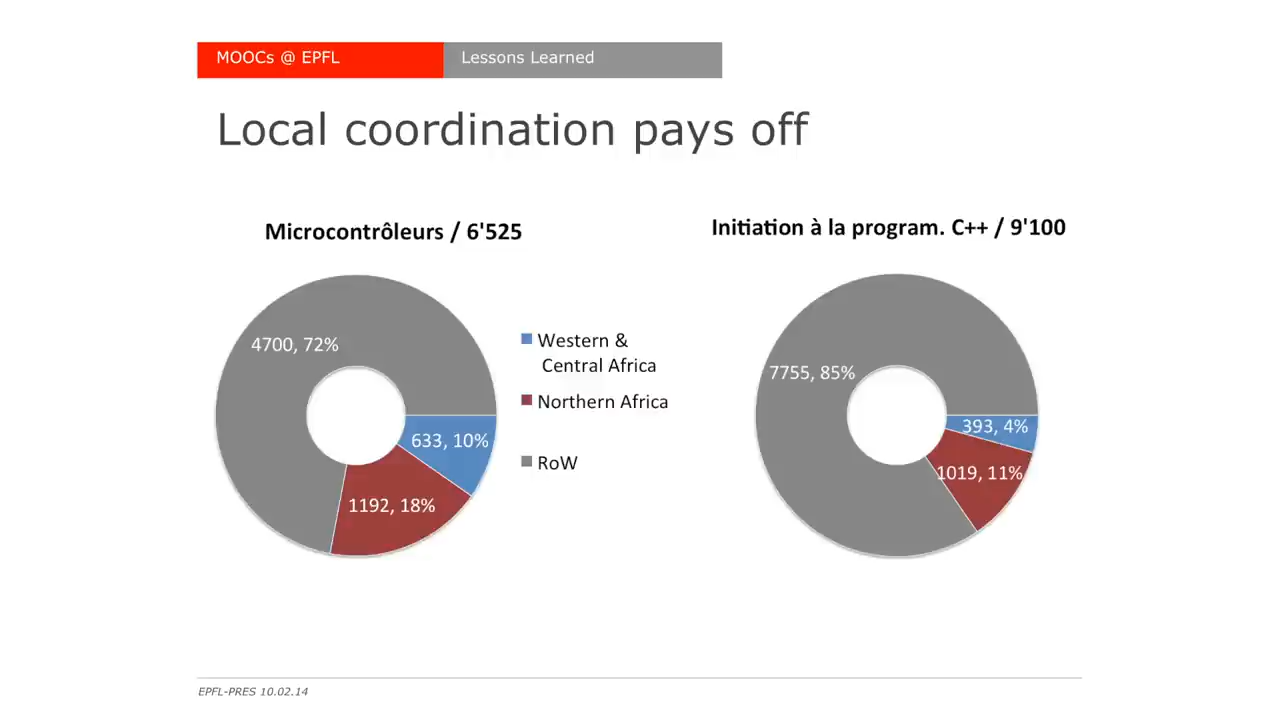 MOOCs @ EPFL
Lessons Learned
Local coordination pays off
Microcontrôleurs / 6'525
4700, 72%
633, 10%
1192, 18%
Western &
Central Africa
Northern Africa
RoW
Initiation à la program. C++ / 9'100
7755, 85%
393, 4%
1019, 11%
EPFL-PRES 10.02.14